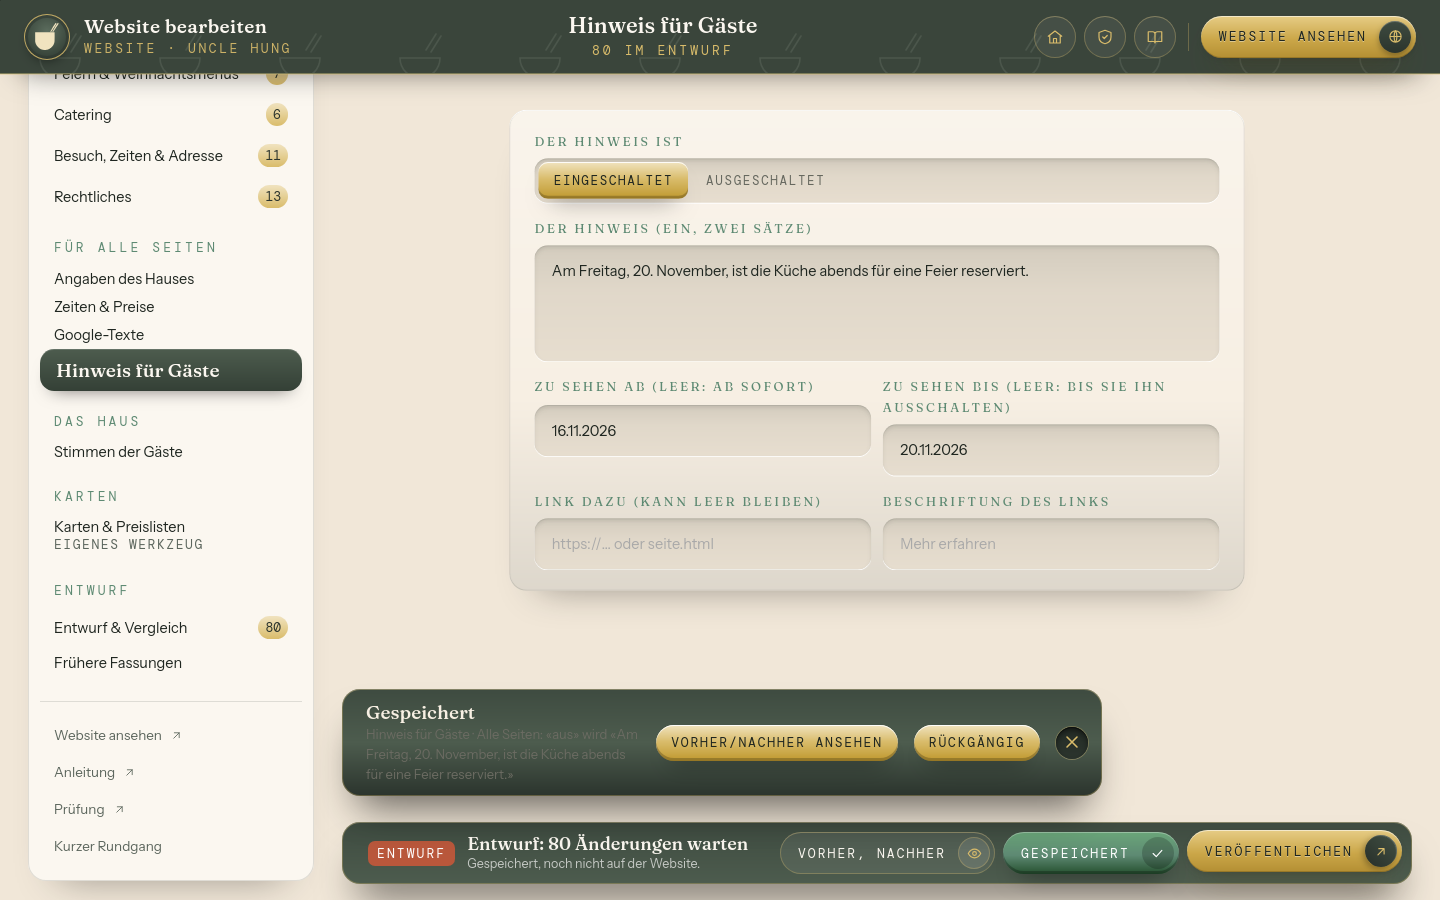 Website bearbeiten
WEBSITE · UNCLE HUNG
Hinweis für Gäste
80 IM ENTWURF
WEBSITE ANSEHEN
Feiern & Weihnachtsmenüs 7
Catering 6
Besuch, Zeiten & Adresse 11
Rechtliches 13
FÜR ALLE SEITEN
Angaben des Hauses
Zeiten & Preise
Google-Texte
Hinweis für Gäste
DAS HAUS
Stimmen der Gäste
KARTEN
Karten & Preislisten
EIGENES WERKZEUG
ENTWURF
Entwurf & Vergleich 80
Frühere Fassungen
Website ansehen
Anleitung
Prüfung
Kurzer Rundgang
DER HINWEIS IST
EINGESCHALTET AUSGESCHALTET
DER HINWEIS (EIN, ZWEI SÄTZE)
Am Freitag, 20. November, ist die Küche abends für eine Feier reserviert.
ZU SEHEN AB (LEER: AB SOFORT)
16.11.2026
ZU SEHEN BIS (LEER: BIS SIE IHN
AUSSCHALTEN)
20.11.2026
LINK DAZU (KANN LEER BLEIBEN)
https://... oder seite.html
BESCHRIFTUNG DES LINKS
Mehr erfahren
Gespeichert
Hinweis für Gäste · Alle Seiten: «aus» wird «Am
Freitag, 20. November, ist die Küche abends
für eine Feier reserviert.»
VORHER/NACHHER ANSEHEN
RÜCKGÄNGIG
ENTWURF
Entwurf: 80 Änderungen warten
Gespeichert, noch nicht auf der Website.
VORHER, NACHHER
GESPEICHERT
VERÖFFENTLICHEN